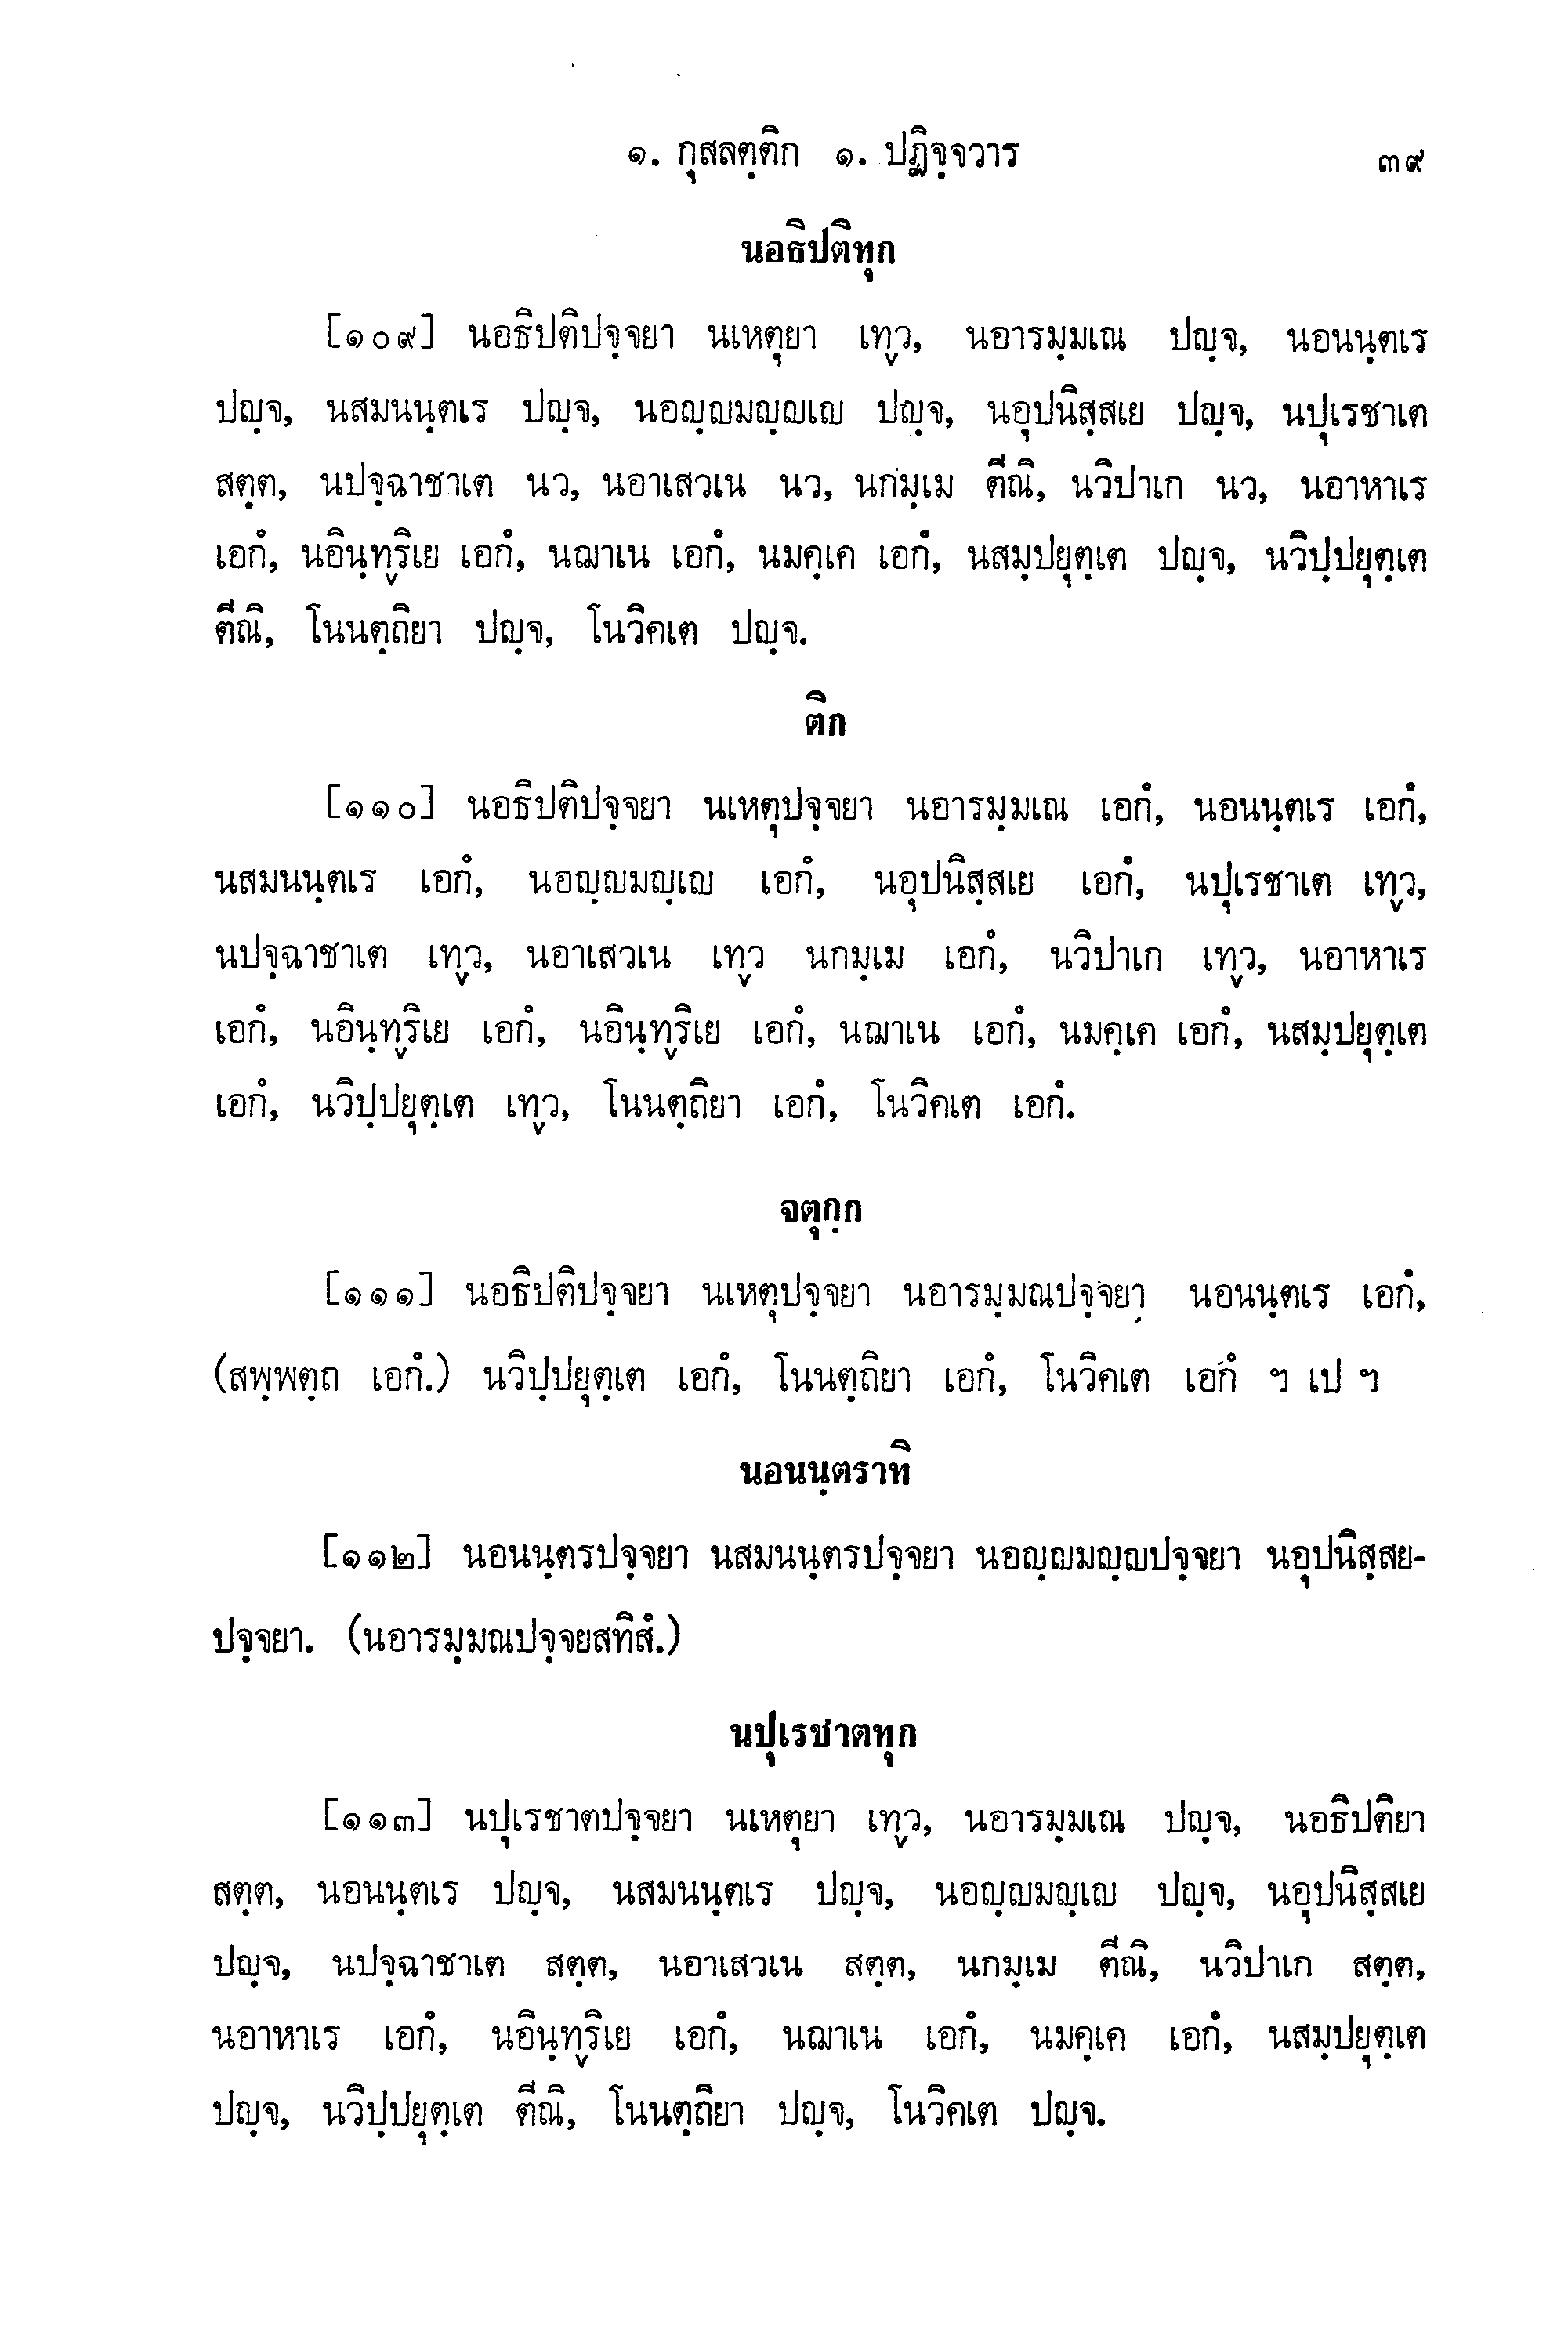 ๑. กุสลตฺติก ๑. ปฏิจฺจวาร ๓๙
นอธิปติทุก
[๑๐๙] นอธิปติปจฺจยา นเหตุยา เทฺว, นอารมฺมเณ ปญฺจ, นอนนฺตเร
ปญฺจ, นสมนนฺตเร ปญฺจ, นอญฺญมญฺญเญ ปญฺจ, นอุปนิสฺสเย ปญฺจ, นปุเรชาเต
สตฺต, นปจฺฉาชาเต นว, นอาเสวเน นว, นกมฺเม ตีณิ, นวิปาเก นว, นอาหาเร
เอกํ, นอินฺทฺริเย เอกํ, นฌาเน เอกํ, นมคฺเค เอกํ, นสมฺปยุตฺเต ปญฺจ, นวิปฺปยุตฺเต
ตีณิ, โนนตฺถิยา ปญฺจ, โนวิคเต ปญฺจ.
ติก
[๑๑๐] นอธิปติปจฺจยา นเหตุปจฺจยา นอารมฺมเณ เอกํ, นอนนฺตเร เอกํ,
นสมนนฺตเร เอกํ, นอญฺญมญฺเญ เอกํ, นอุปนิสฺสเย เอกํ, นปุเรชาเต เทฺว,
นปจฺฉาชาเต เทฺว, นอาเสวเน เทฺว นกมฺเม เอกํ, นวิปาเก เทฺว, นอาหาเร
เอกํ, นอินฺทฺริเย เอกํ, นอินฺทฺริเย เอกํ, นฌาเน เอกํ, นมคฺเค เอกํ, นสมฺปยุตฺเต
เอกํ, นวิปฺปยุตฺเต เทฺว, โนนตฺถิยา เอกํ, โนวิคเต เอกํ.
จตุกฺก
[๑๑๑] นอธิปติปจฺจยา นเหตุปจฺจยา นอารมฺมณปจฺจยา นอนนฺตเร เอกํ,
(สพฺพตฺถ เอกํ.) นวิปฺปยุตฺเต เอกํ, โนนตฺถิยา เอกํ, โนวิคเต เอกํ ฯ เป ฯ
นอนนฺตราทิ
[๑๑๒] นอนนฺตรปจฺจยา นสมนนฺตรปจฺจยา นอญฺญมญฺญปจฺจยา นอุปนิสฺสย-
ปจฺจยา. (นอารมฺมณปจฺจยสทิสํ.)
นปุเรชาตทุก
[๑๑๓] นปุเรชาตปจฺจยา นเหตุยา เทฺว, นอารมฺมเณ ปญฺจ, นอธิปติยา
สตฺต, นอนนฺตเร ปญฺจ, นสมนนฺตเร ปญฺจ, นอญฺญมญฺเญ ปญฺจ, นอุปนิสฺสเย
ปญฺจ, นปจฺฉาชาเต สตฺต, นอาเสวเน สตฺต, นกมฺเม ตีณิ, นวิปาเก สตฺต,
นอาหาเร เอกํ, นอินฺทฺริเย เอกํ, นฌาเน เอกํ, นมคฺเค เอกํ, นสมฺปยุตฺเต
ปญฺจ, นวิปฺปยุตฺเต ตีณิ, โนนตฺถิยา ปญฺจ, โนวิคเต ปญฺจ.